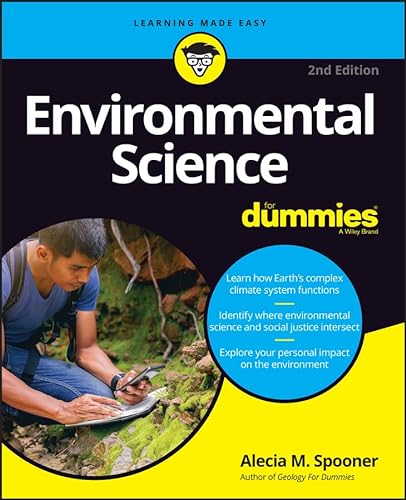 LEARNING MADE EASY
2nd Edition
Environmental
Science
for
dummies®
A Wiley Brand
Learn how Earth's complex
climate system functions
Identify where environmental
science and social justice intersect
Explore your personal impact
on the environment
Alecia M. Spooner
Author of Geology For Dummies